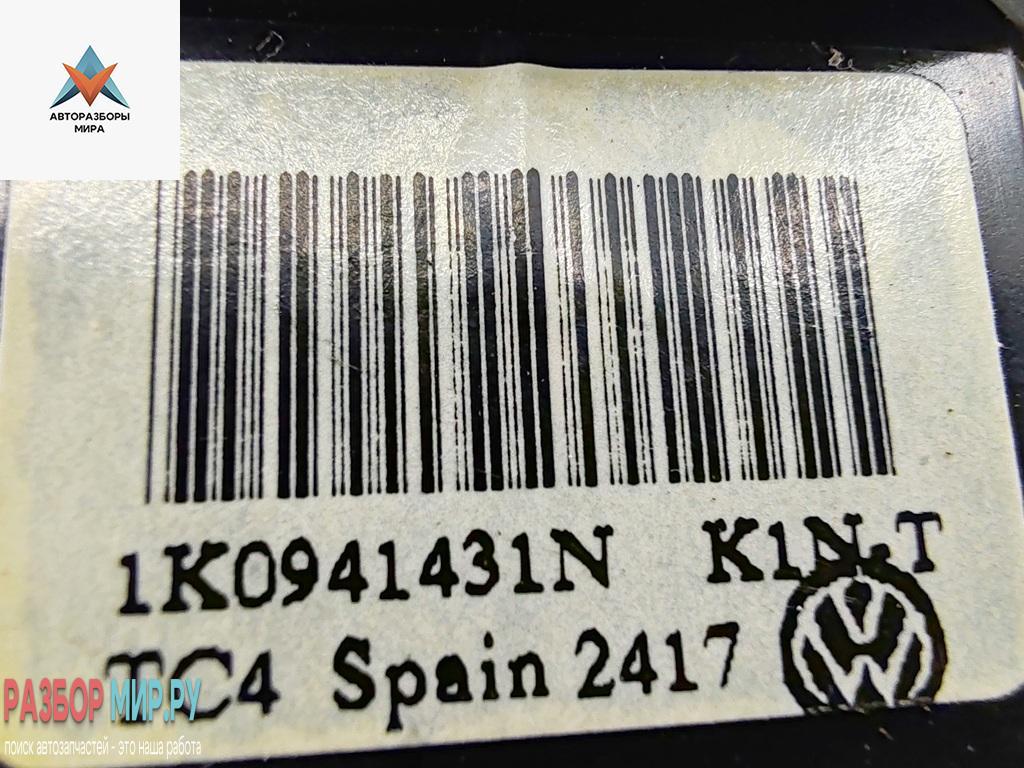 АВТОРАЗБОРЫ
МИРА
1K0941431N K1N.T
TC4 Spain 2417
РАЗБОР МИР.РУ
поиск автозапчастей - это наша работа